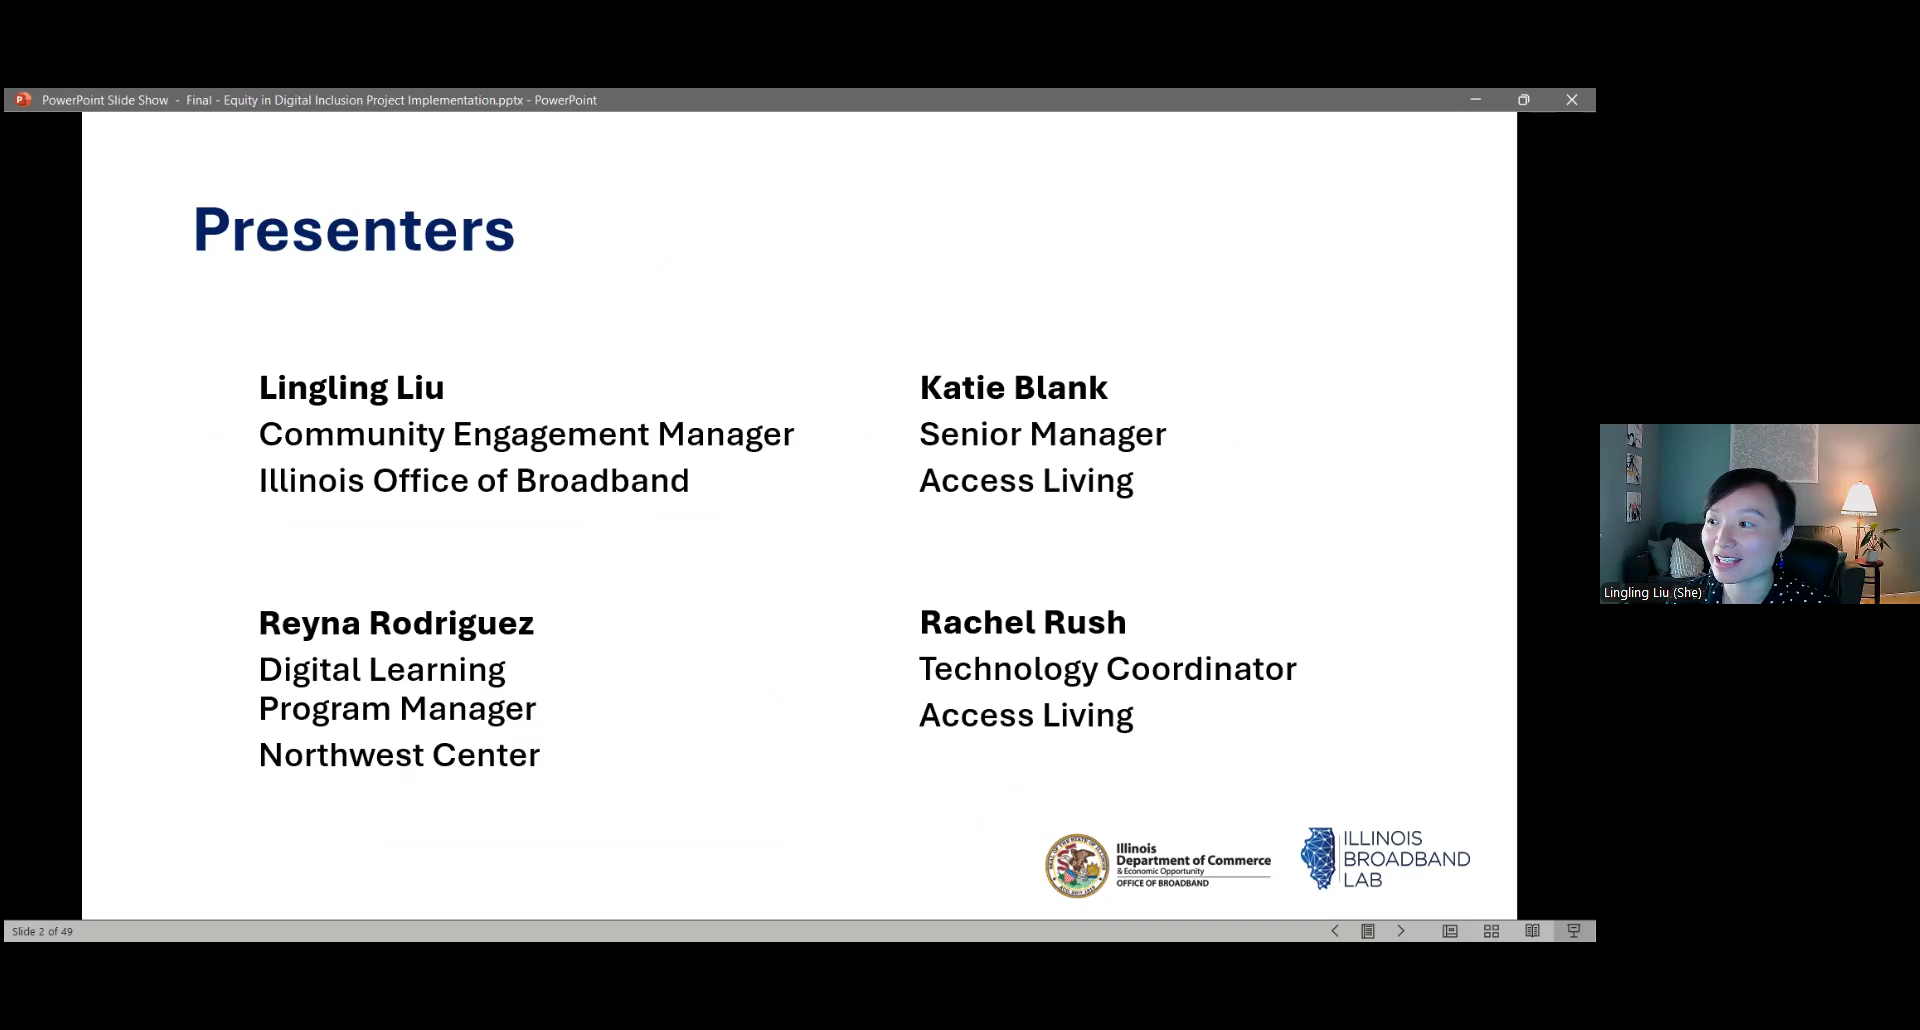 PowerPoint Slide Show - Final - Equity in Digital Inclusion Project Implementation.pptx - PowerPoint
Presenters
Lingling Liu
Community Engagement Manager
Illinois Office of Broadband
Katie Blank
Senior Manager
Access Living
Reyna Rodriguez
Digital Learning
Program Manager
Northwest Center
Rachel Rush
Technology Coordinator
Access Living
Illinois
Department of Commerce
& Economic Opportunity
OFFICE OF BROADBAND
ILLINOIS
BROADBAND
LAB
Lingling Liu (She)
Slide 2 of 49